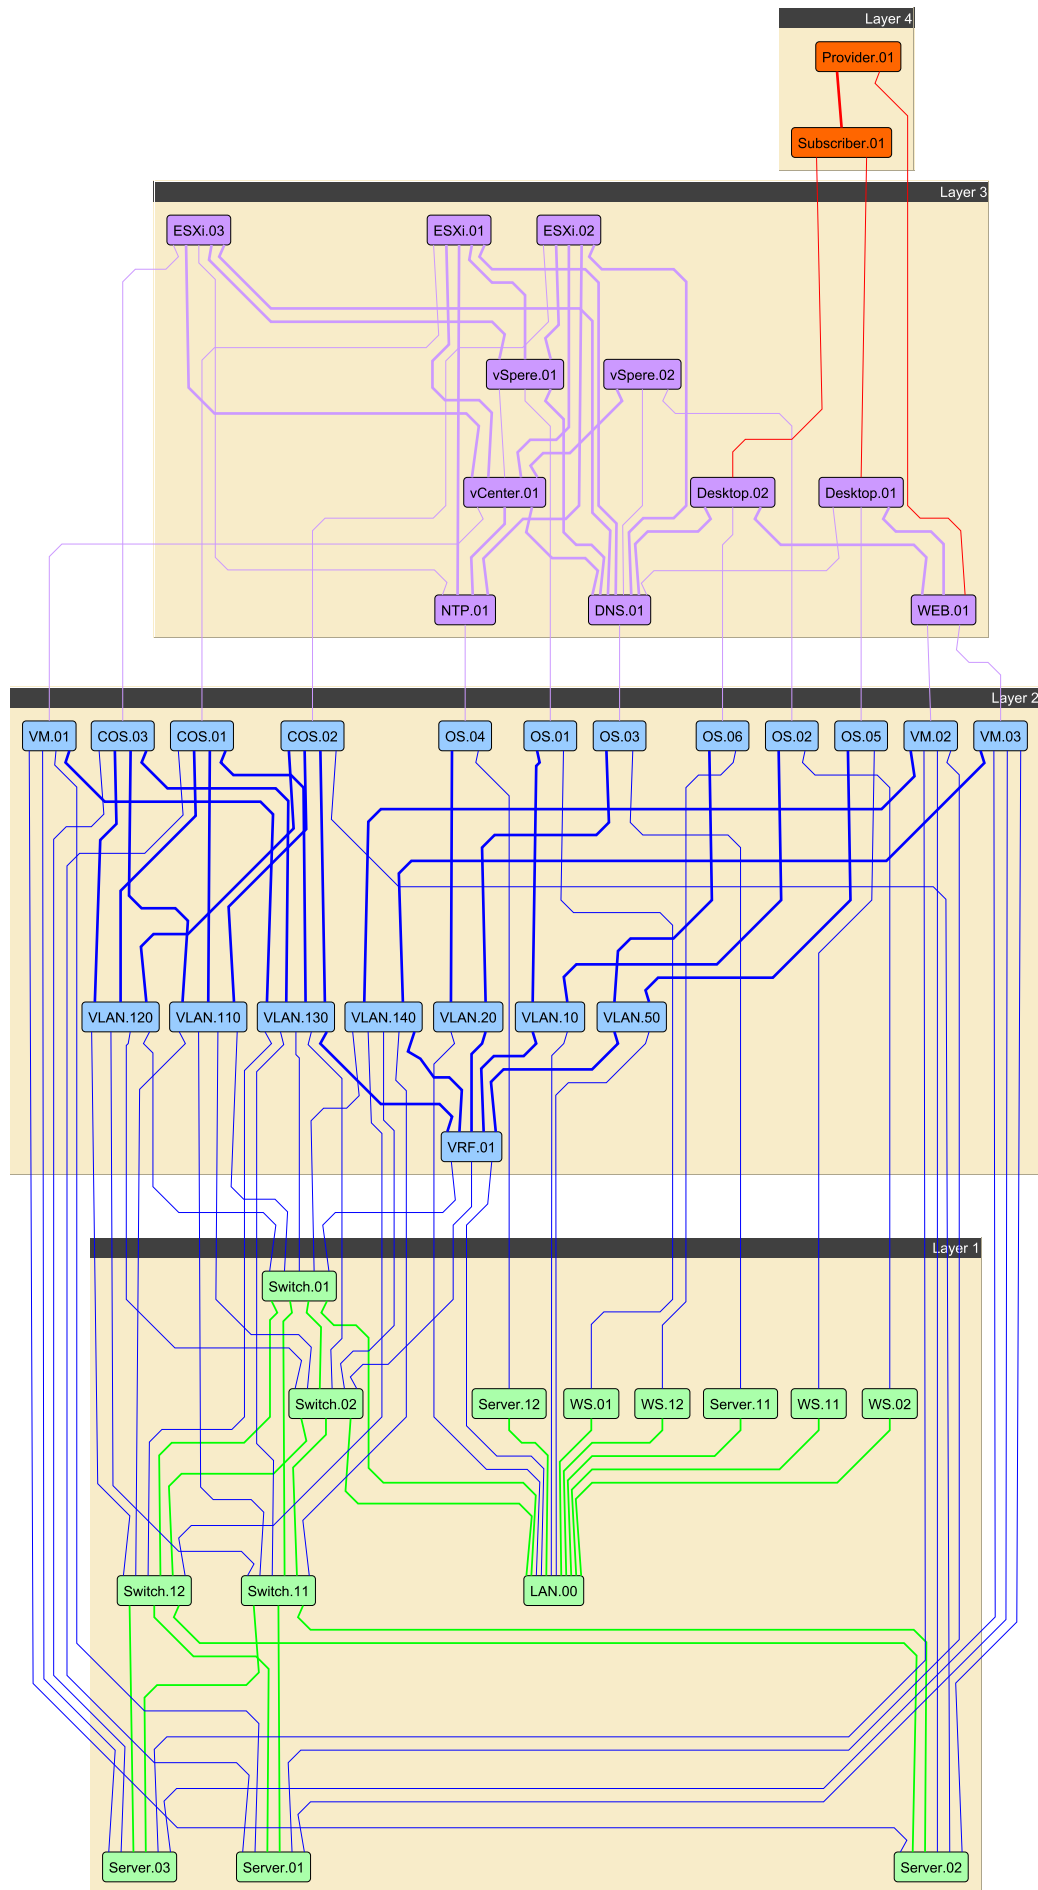 Layer 4
Provider.01
Subscriber.01
Layer 3
ESXi.03 ESXi.01 ESXi.02
vSpere.01 vSpere.02
vCenter.01 Desktop.02 Desktop.01
NTP.01 DNS.01 WEB.01
Layer 2
VM.01 COS.03 COS.01 COS.02 OS.04 OS.01 OS.03 OS.06 OS.02 OS.05 VM.02 VM.03
VLAN.120 VLAN.110 VLAN.130 VLAN.140 VLAN.20 VLAN.10 VLAN.50
VRF.01
Layer 1
Switch.01
Switch.02 Server.12 WS.01 WS.12 Server.11 WS.11 WS.02
Switch.12 Switch.11 LAN.00
Server.03 Server.01 Server.02